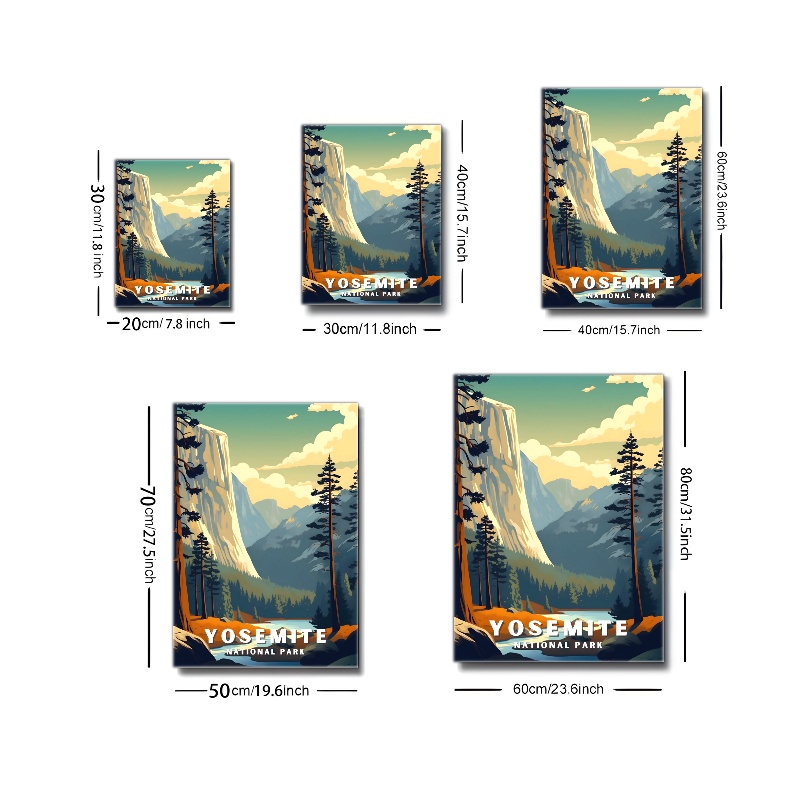 30cm/11.8 inch
YOSEMITE
NATIONAL PARK
20cm/ 7.8 inch
40cm/15.7inch
YOSEMITE
NATIONAL PARK
30cm/11.8inch
60cm/23.6inch
YOSEMITE
NATIONAL PARK
40cm/15.7inch
70cm/27.5inch
YOSEMITE
NATIONAL PARK
50cm/19.6inch
80cm/31.5inch
YOSEMITE
NATIONAL PARK
60cm/23.6inch